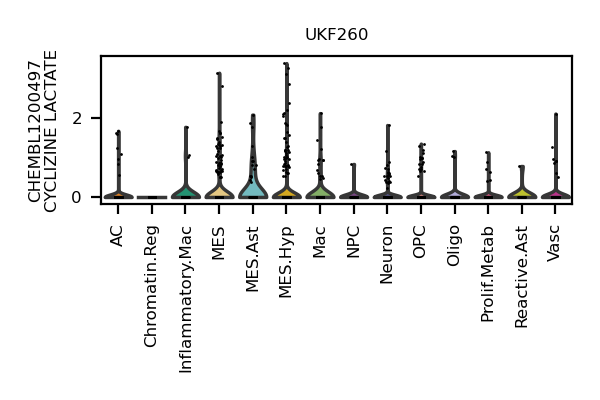 UKF260
CHEMBL1200497
CYCLIZINE LACTATE
2
0
AC
Chromatin.Reg
Inflammatory.Mac
MES
MES.Ast
MES.Hyp
Mac
NPC
Neuron
OPC
Oligo
Prolif.Metab
Reactive.Ast
Vasc